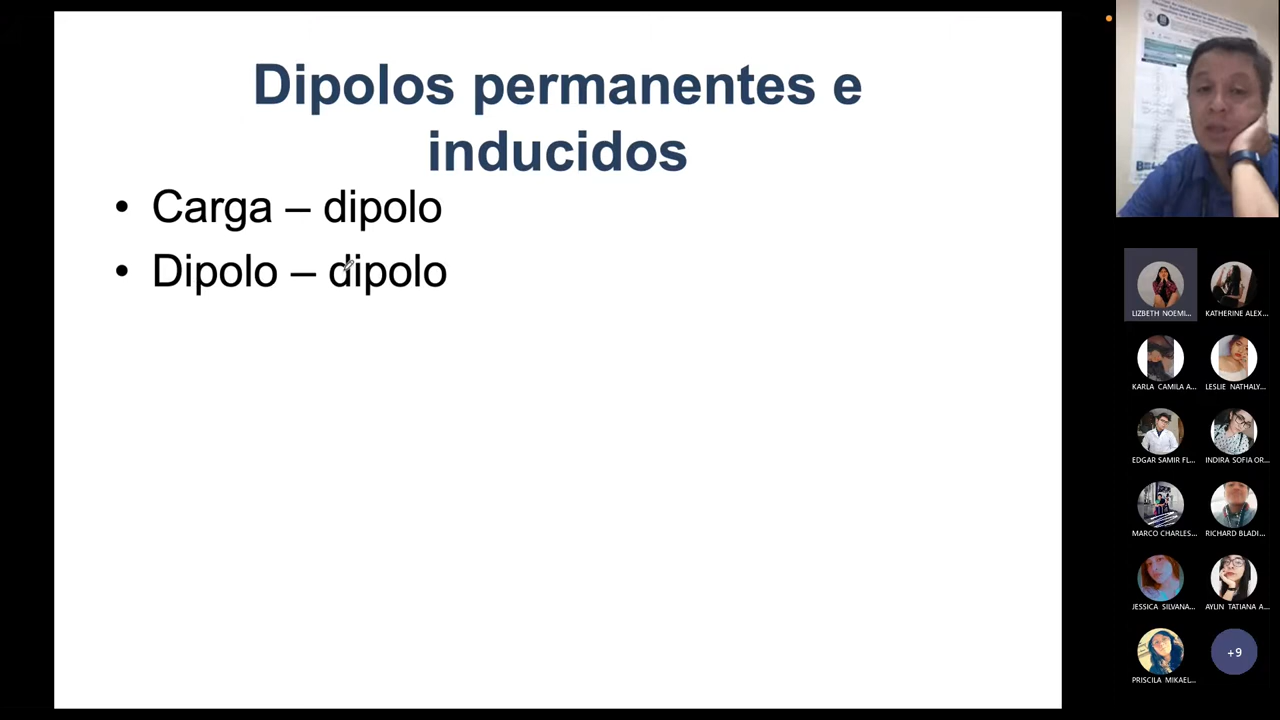 Dipolos permanentes e
inducidos
• Carga – dipolo
• Dipolo – dipolo
LIZBETH NOEMI...
KATHERINE ALEX...
KARLA CAMILA A...
LESLIE NATHALY...
EDGAR SAMIR FL...
INDIRA SOFIA OR...
MARCO CHARLES...
RICHARD BLADI...
JESSICA SILVANA...
AYLIN TATIANA A...
PRISCILA MIKAEL...
+9